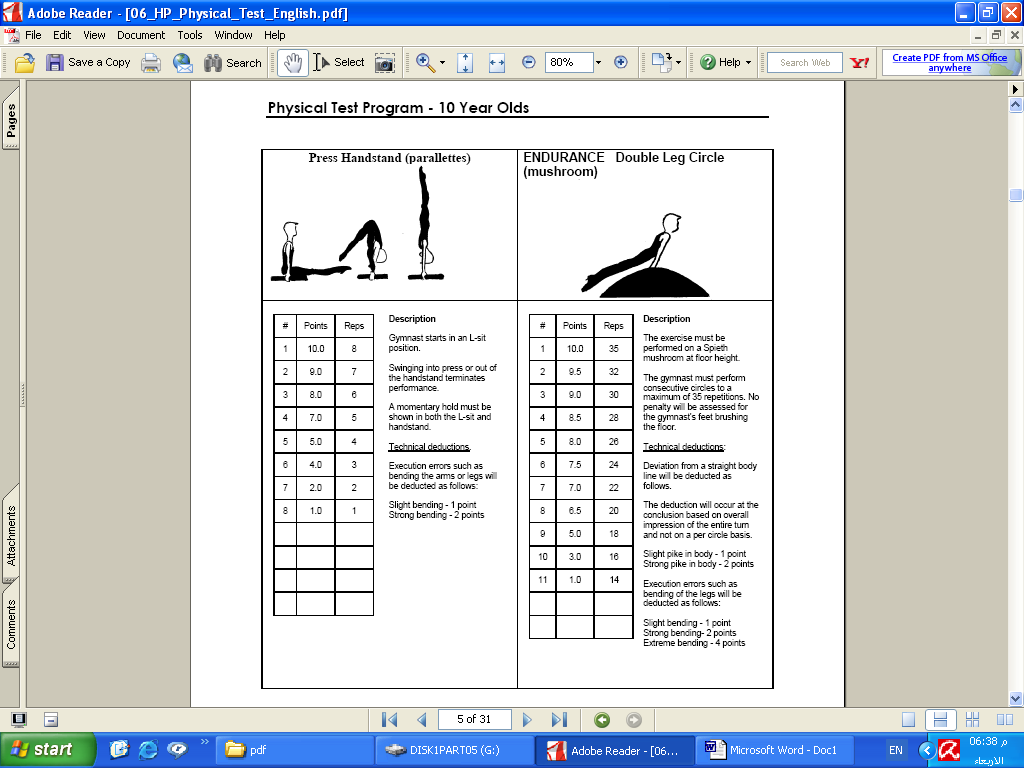 Adobe Reader - [06_HP_Physical_Test_English.pdf]
File Edit View Document Tools Window Help
Save a Copy Search Select 80% Help Search Web Y! Create PDF from MS Office
anywhere
Pages
Attachments
Comments
Physical Test Program - 10 Year Olds
Press Handstand (parallettes)
# Points Reps
1 10.0 8
2 9.0 7
3 8.0 6
4 7.0 5
5 5.0 4
6 4.0 3
7 2.0 2
8 1.0 1
Description
Gymnast starts in an L-sit
position.
Swinging into press or out of
the handstand terminates
performance.
A momentary hold must be
shown in both the L-sit and
handstand.
Technical deductions.
Execution errors such as
bending the arms or legs will
be deducted as follows:
Slight bending - 1 point
Strong bending - 2 points
ENDURANCE Double Leg Circle
(mushroom)
# Points Reps
1 10.0 35
2 9.5 32
3 9.0 30
4 8.5 28
5 8.0 26
6 7.5 24
7 7.0 22
8 6.5 20
9 5.0 18
10 3.0 16
11 1.0 14
Description
The exercise must be
performed on a Spieth
mushroom at floor height.
The gymnast must perform
consecutive circles to a
maximum of 35 repetitions. No
penalty will be assessed for
the gymnast's feet brushing
the floor.
Technical deductions:
Deviation from a straight body
line will be deducted as
follows.
The deduction will occur at the
conclusion based on overall
impression of the entire turn
and not on a per circle basis.
Slight pike in body - 1 point
Strong pike in body - 2 points
Execution errors such as
bending of the legs will be
deducted as follows:
Slight bending - 1 point
Strong bending- 2 points
Extreme bending - 4 points
5 of 31
start pdf DISK1PART05 (G:) Adobe Reader - [06... Microsoft Word - Doc1 EN 06:38 م
الاربعاء